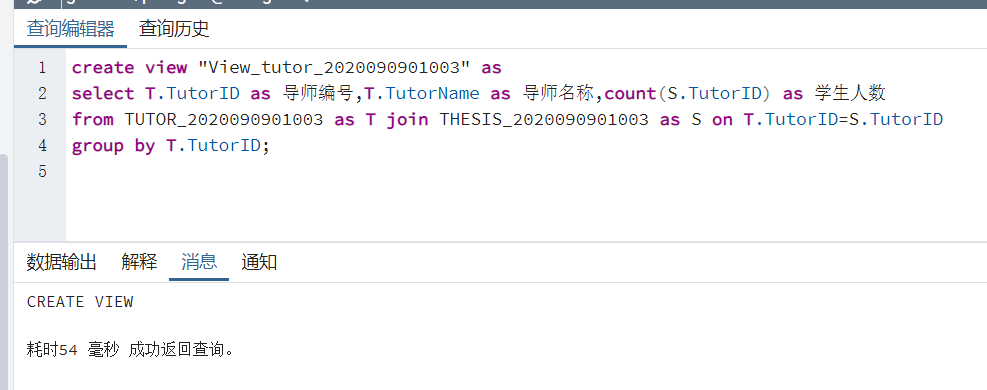 查询编辑器 查询历史
1 create view "View_tutor_2020090901003" as
2 select T.TutorID as 导师编号,T.TutorName as 导师名称,count(S.TutorID) as 学生人数
3 from TUTOR_2020090901003 as T join THESIS_2020090901003 as S on T.TutorID=S.TutorID
4 group by T.TutorID;
5
数据输出 解释 消息 通知
CREATE VIEW
耗时54 毫秒 成功返回查询。